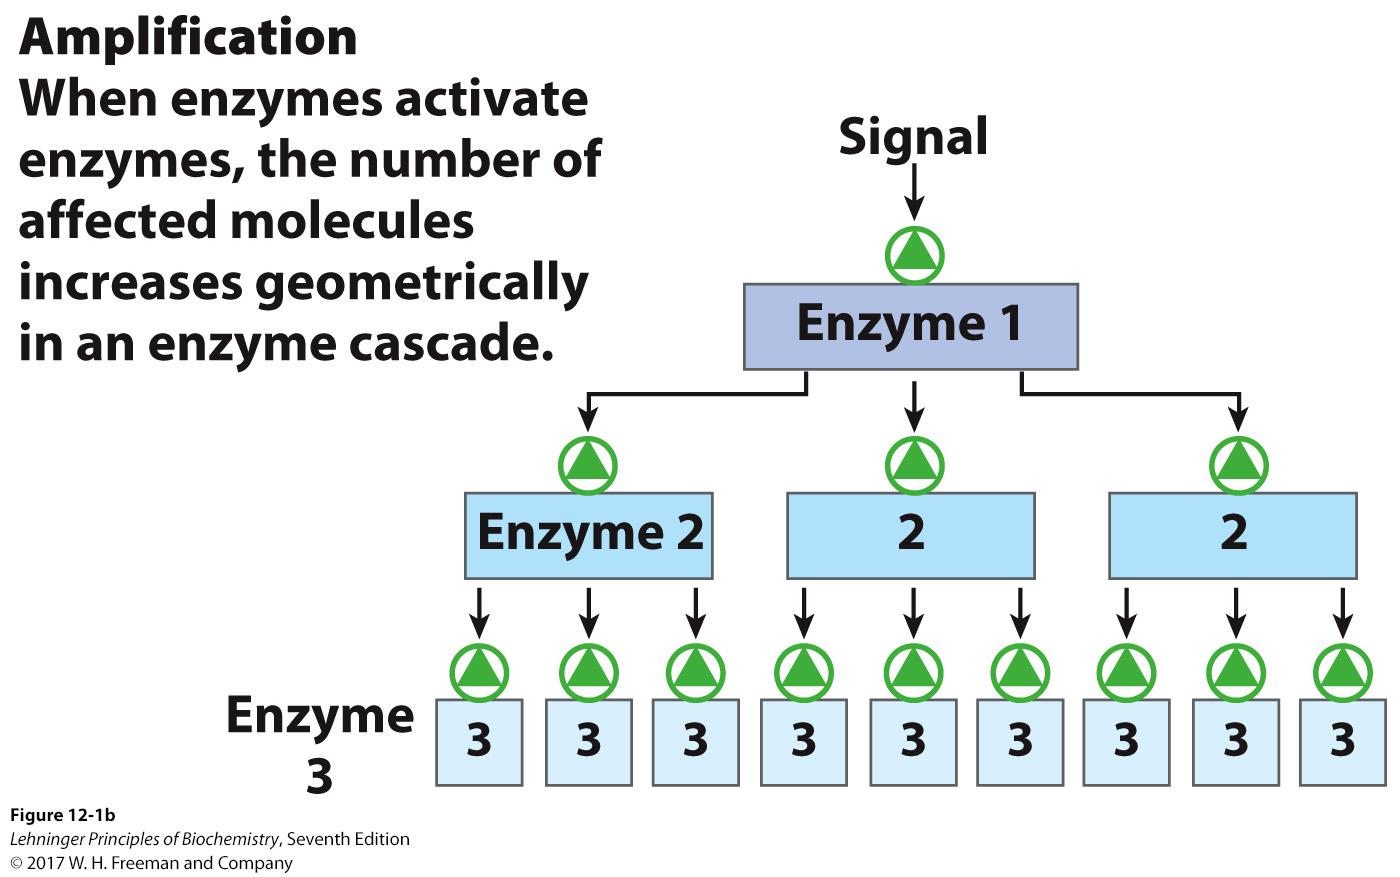 Amplification
When enzymes activate
enzymes, the number of
affected molecules
increases geometrically
in an enzyme cascade.
Signal
Enzyme 1
Enzyme 2
2
2
Enzyme
3
3
3
3
3
3
3
3
3
3
Figure 12-1b
Lehninger Principles of Biochemistry, Seventh Edition
© 2017 W. H. Freeman and Company